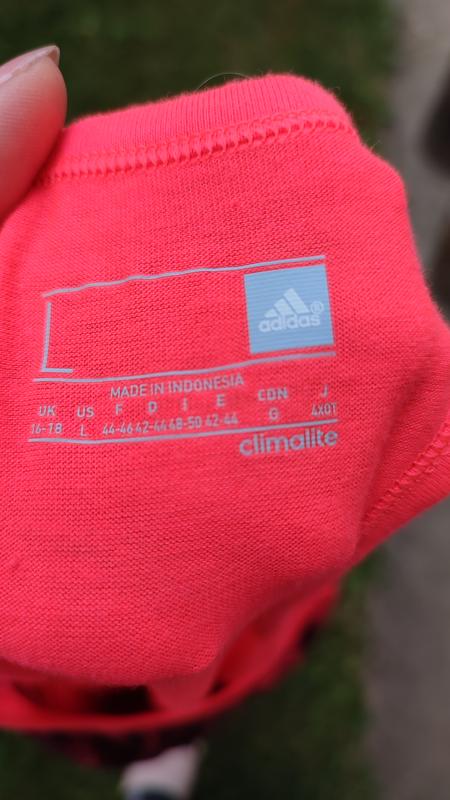 L
adidas®
MADE IN INDONESIA
UK US F D I E CDN J
16-18 L 44-46 42-44 48-50 42-44 G 4XOT
climalite